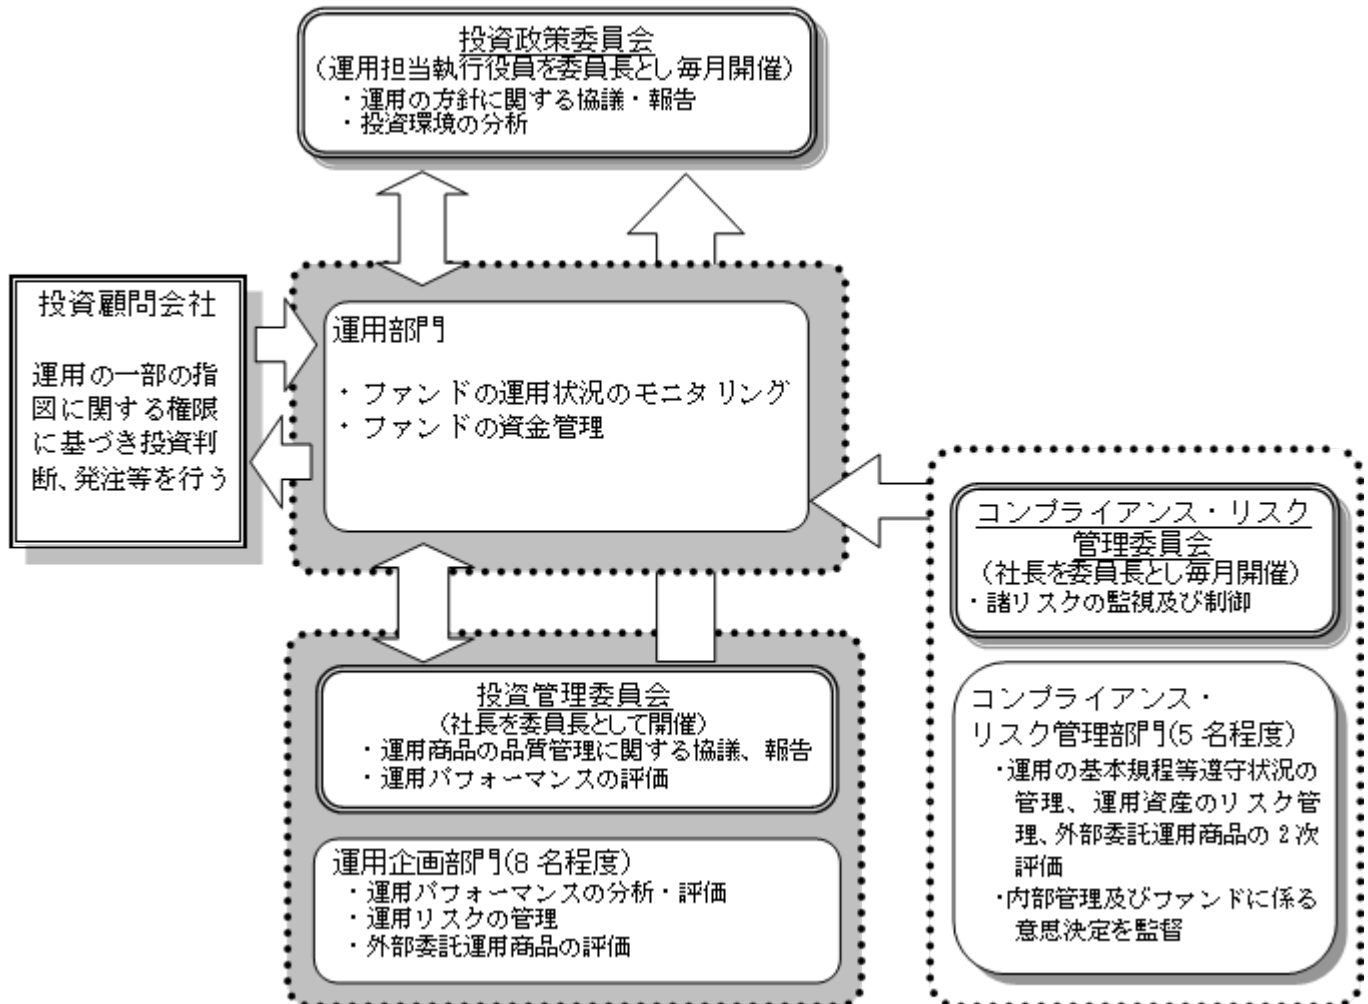 投資政策委員会
(運用担当執行役員を委員長とし毎月開催)
・運用の方針に関する協議・報告
・投資環境の分析
投資顧問会社
運用の一部の指
図に関する権限
に基づき投資判
断、発注等を行う
運用部門
・ファンドの運用状況のモニタリング
・ファンドの資金管理
コンプライアンス・リスク
管理委員会
(社長を委員長とし毎月開催)
・諸リスクの監視及び制御
投資管理委員会
(社長を委員長として開催)
・運用商品の品質管理に関する協議、報告
・運用パフォーマンスの評価
運用企画部門(8 名程度)
・運用パフォーマンスの分析・評価
・運用リスクの管理
・外部委託運用商品の評価
コンプライアンス・
リスク管理部門(5 名程度)
・運用の基本規程等遵守状況の
管理、運用資産のリスク管
理、外部委託運用商品の 2 次
評価
・内部管理及びファンドに係る
意思決定を監督